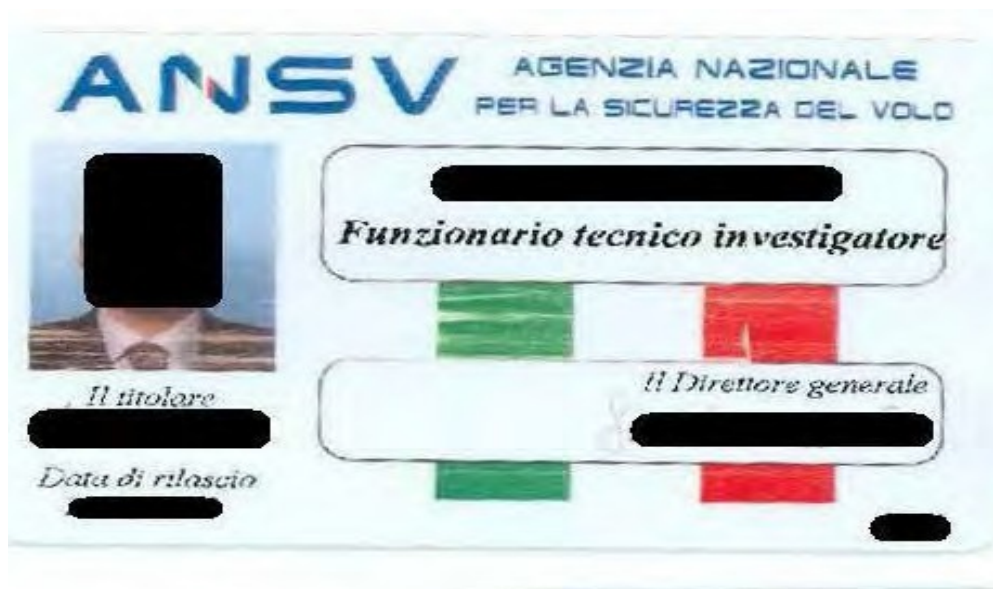 ANSV
AGENZIA NAZIONALE
PER LA SICUREZZA DEL VOLO
Funzionario tecnico investigatore
Il titolare
Il Direttore generale
Data di rilascio